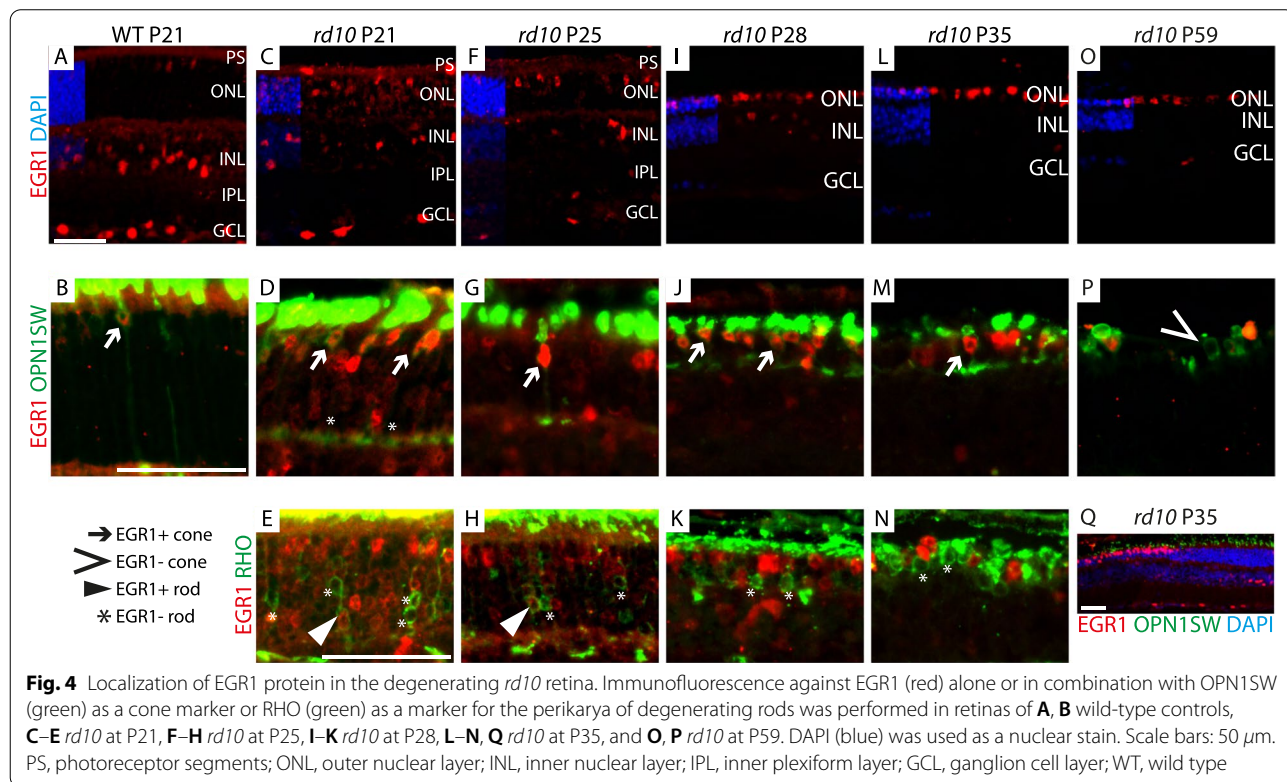 WT P21
rd10 P21
rd10 P25
rd10 P28
rd10 P35
rd10 P59
A
PS
ONL
INL
IPL
GCL
C
PS
ONL
INL
IPL
GCL
F
PS
ONL
INL
IPL
GCL
I
ONL
INL
GCL
L
ONL
INL
GCL
O
ONL
INL
GCL
EGR1 DAPI
B
D
*
*
G
J
M
P
EGR1 OPN1SW
EGR1+ cone
EGR1- cone
EGR1+ rod
* EGR1- rod
EGR1 RHO
E
*
*
*
*
H
*
*
K
*
*
N
*
*
Q
rd10 P35
EGR1 OPN1SW DAPI
Fig. 4 Localization of EGR1 protein in the degenerating rd10 retina. Immunofluorescence against EGR1 (red) alone or in combination with OPN1SW
(green) as a cone marker or RHO (green) as a marker for the perikarya of degenerating rods was performed in retinas of A, B wild-type controls,
C–E rd10 at P21, F–H rd10 at P25, I–K rd10 at P28, L–N, Q rd10 at P35, and O, P rd10 at P59. DAPI (blue) was used as a nuclear stain. Scale bars: 50 µm.
PS, photoreceptor segments; ONL, outer nuclear layer; INL, inner nuclear layer; IPL, inner plexiform layer; GCL, ganglion cell layer; WT, wild type